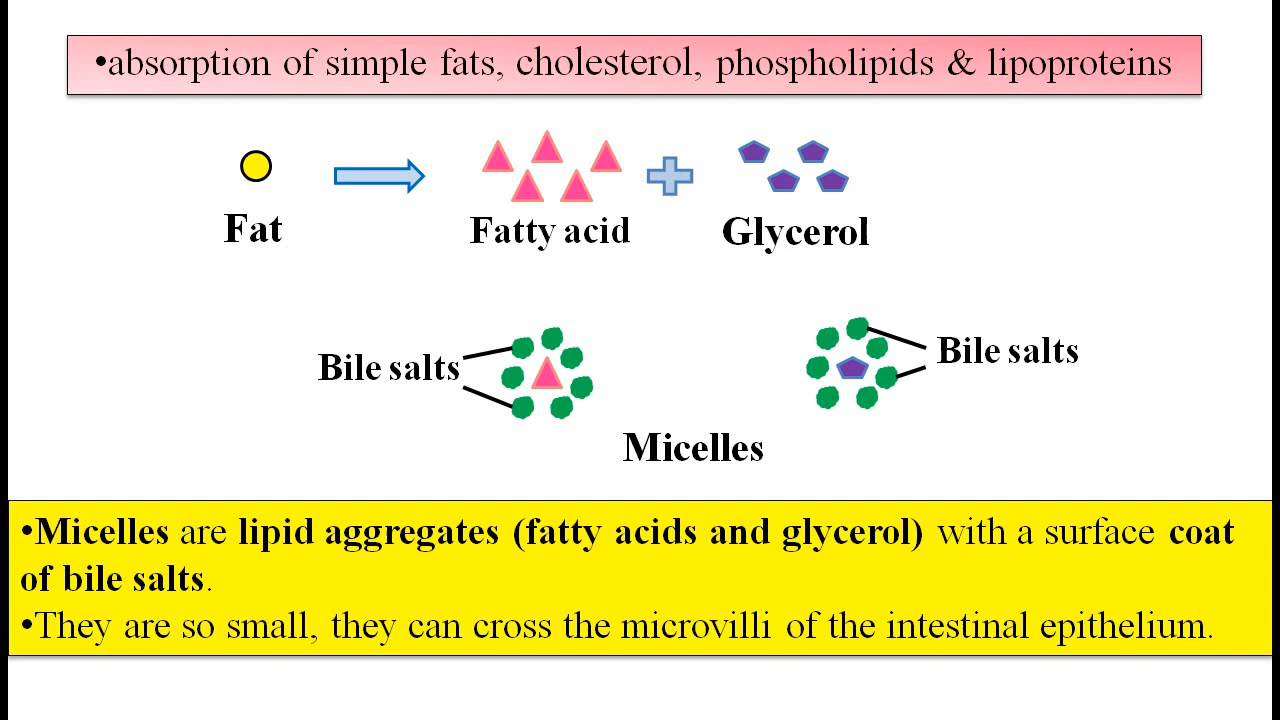 •absorption of simple fats, cholesterol, phospholipids & lipoproteins
Fat
Fatty acid
Glycerol
Bile salts
Bile salts
Micelles
•Micelles are lipid aggregates (fatty acids and glycerol) with a surface coat
of bile salts.
•They are so small, they can cross the microvilli of the intestinal epithelium.